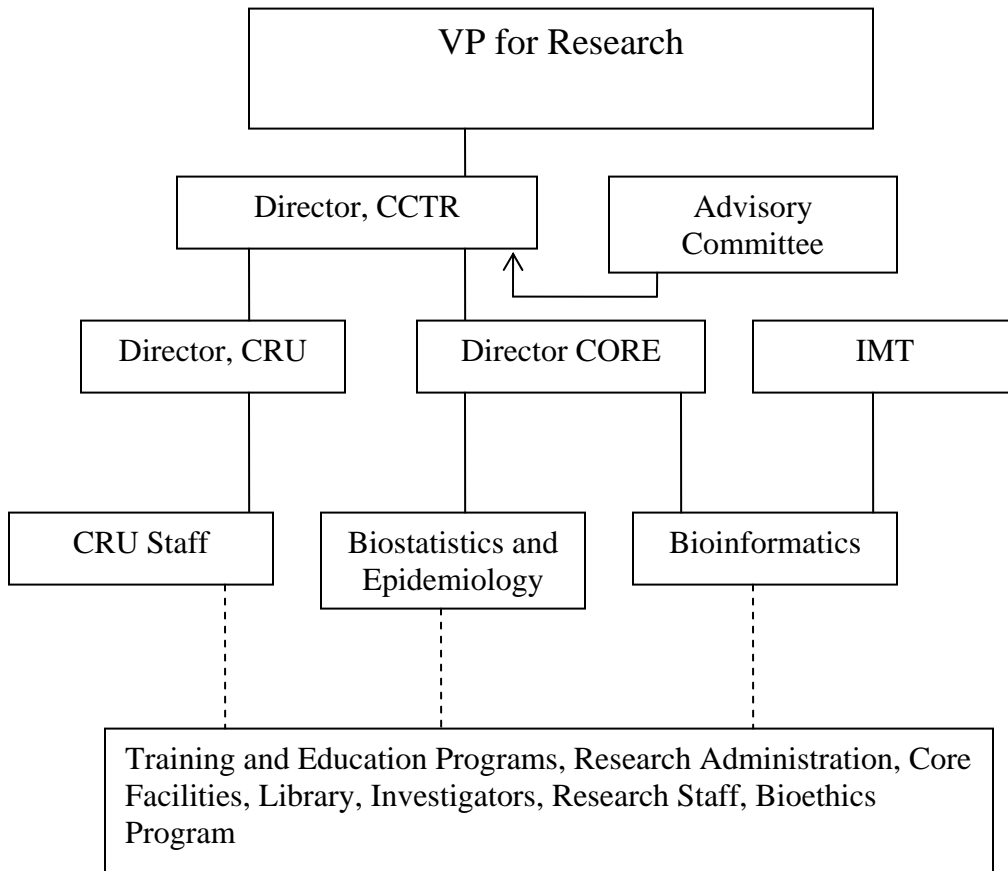 VP for Research
Director, CCTR
Advisory
Committee
Director, CRU
Director CORE
IMT
CRU Staff
Biostatistics and
Epidemiology
Bioinformatics
Training and Education Programs, Research Administration, Core
Facilities, Library, Investigators, Research Staff, Bioethics
Program